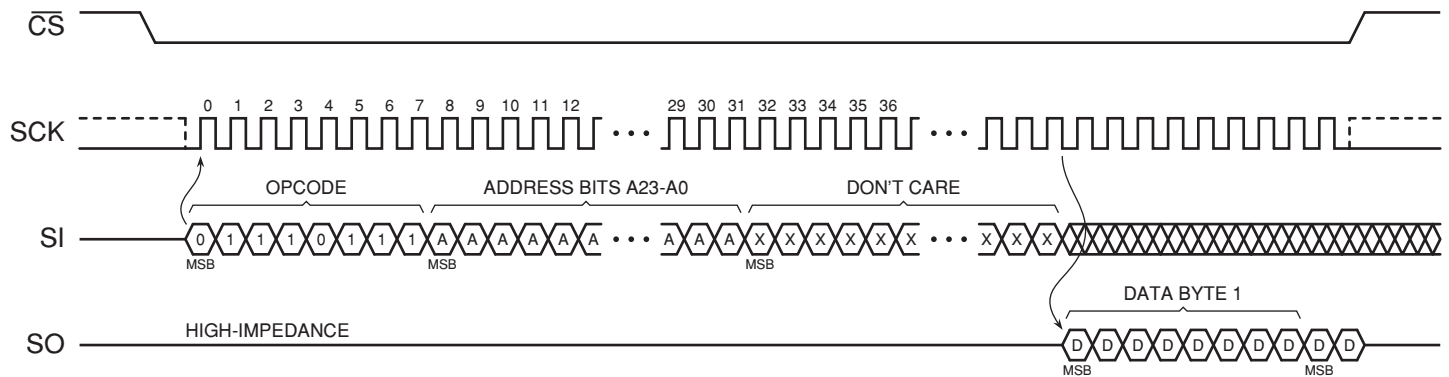 CS
0 1 2 3 4 5 6 7 8 9 10 11 12 29 30 31 32 33 34 35 36
SCK
OPCODE ADDRESS BITS A23-A0 DON'T CARE
SI 0 1 1 1 0 1 1 1 A A A A A A A A A X X X X X X X X X
MSB MSB MSB
DATA BYTE 1
HIGH-IMPEDANCE
SO D D D D D D D D D D
MSB MSB